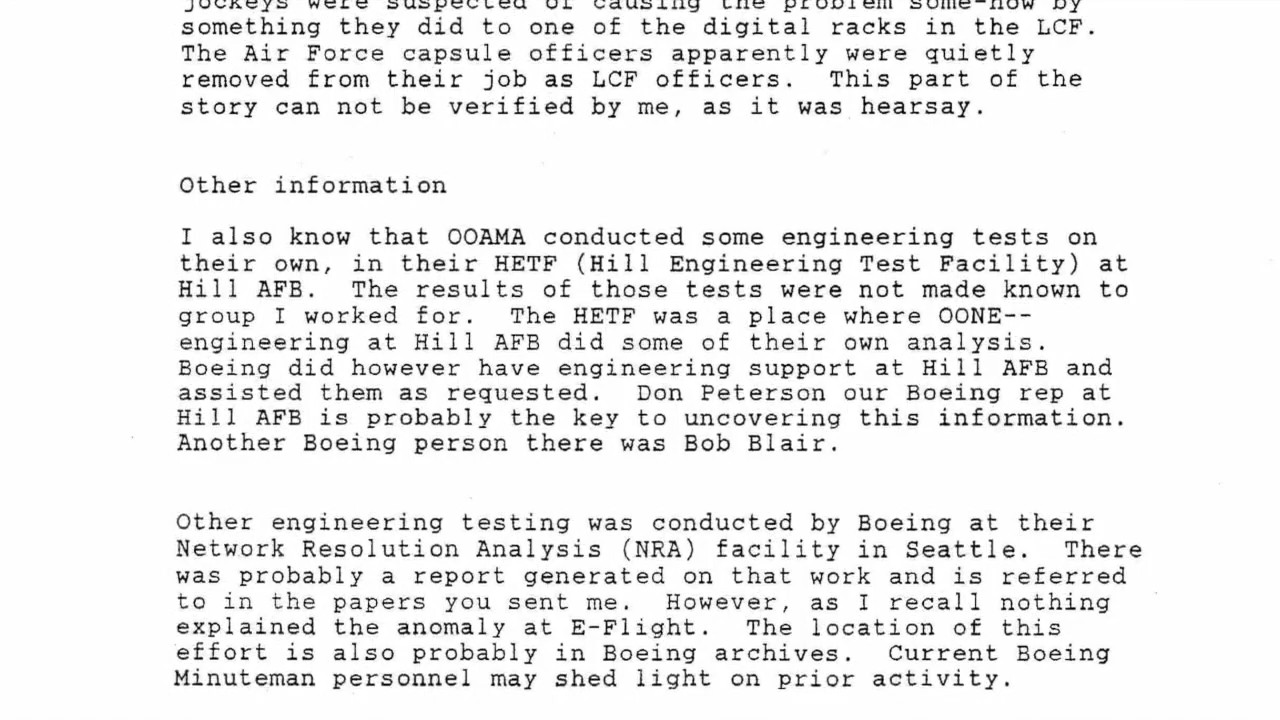 jockeys were suspected of causing the problem some-how by
something they did to one of the digital racks in the LCF.
The Air Force capsule officers apparently were quietly
removed from their job as LCF officers.  This part of the
story can not be verified by me, as it was hearsay.
Other information
I also know that OOAMA conducted some engineering tests on
their own, in their HETF (Hill Engineering Test Facility) at
Hill AFB.  The results of those tests were not made known to
group I worked for.  The HETF was a place where OONE--
engineering at Hill AFB did some of their own analysis.
Boeing did however have engineering support at Hill AFB and
assisted them as requested.  Don Peterson our Boeing rep at
Hill AFB is probably the key to uncovering this information.
Another Boeing person there was Bob Blair.
Other engineering testing was conducted by Boeing at their
Network Resolution Analysis (NRA) facility in Seattle.  There
was probably a report generated on that work and is referred
to in the papers you sent me.  However, as I recall nothing
explained the anomaly at E-Flight.  The location of this
effort is also probably in Boeing archives.  Current Boeing
Minuteman personnel may shed light on prior activity.